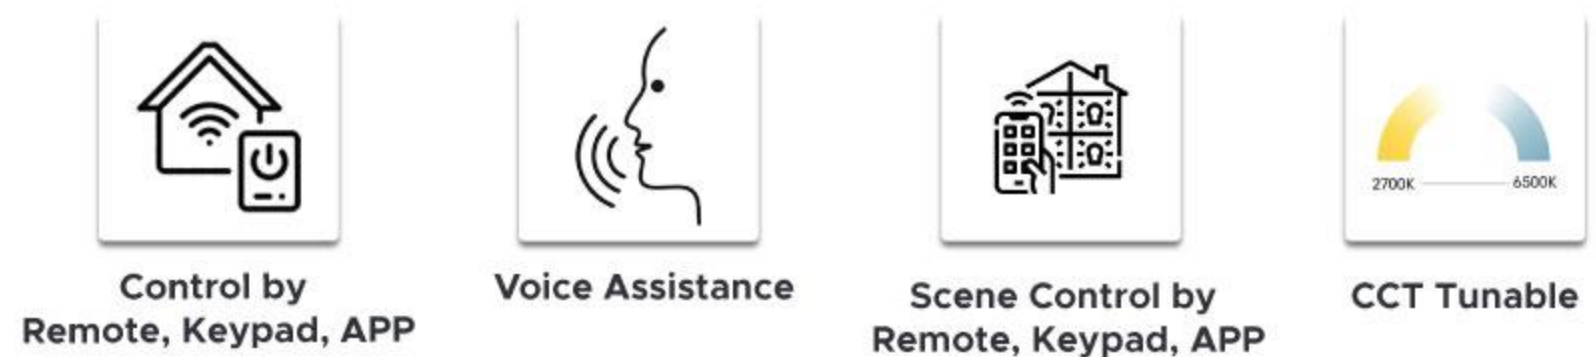 2700K
6500K
Control by
Remote, Keypad, APP
Voice Assistance
Scene Control by
Remote, Keypad, APP
CCT Tunable